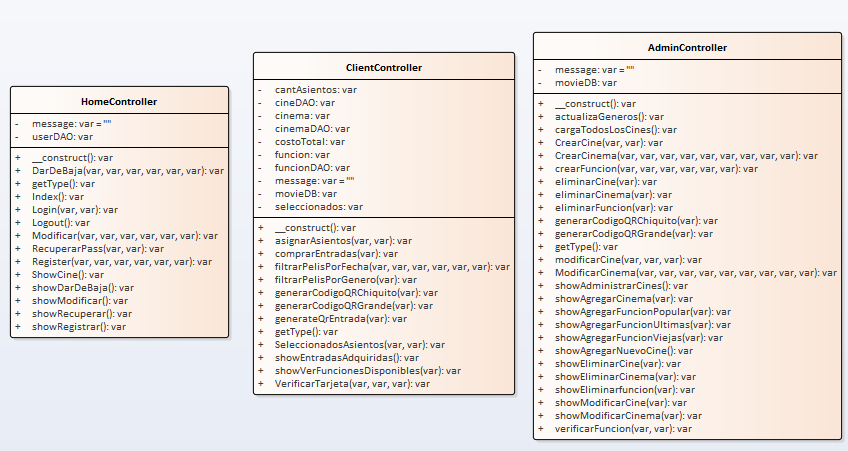 HomeController
- message: var = ""
- userDAO: var
+ __construct(): var
+ DarDeBaja(var, var, var, var, var, var): var
+ getType(): var
+ Index(): var
+ Login(var, var): var
+ Logout(): var
+ Modificar(var, var, var, var, var, var): var
+ RecuperarPass(var, var): var
+ Register(var, var, var, var, var, var): var
+ ShowCine(): var
+ showDarDeBaja(): var
+ showModificar(): var
+ showRecuperar(): var
+ showRegistrar(): var
ClientController
- cantAsientos: var
- cineDAO: var
- cinema: var
- cinemaDAO: var
- costoTotal: var
- funcion: var
- funcionDAO: var
- message: var = ""
- movieDB: var
- seleccionados: var
+ __construct(): var
+ asignarAsientos(var, var): var
+ comprarEntradas(var): var
+ filtrarPelisPorFecha(var, var, var, var, var, var): var
+ filtrarPelisPorGenero(var): var
+ generarCodigoQRChiquito(var): var
+ generarCodigoQRGrande(var): var
+ generateQrEntrada(var): var
+ getType(): var
+ SeleccionadosAsientos(var, var): var
+ showEntradasAdquiridas(): var
+ showVerFuncionesDisponibles(var): var
+ VerificarTarjeta(var, var, var): var
AdminController
- message: var = ""
- movieDB: var
+ __construct(): var
+ actualizaGeneros(): var
+ cargaTodosLosCines(): var
+ CrearCine(var, var): var
+ CrearCinema(var, var, var, var, var, var, var, var): var
+ crearFuncion(var, var, var, var, var): var
+ eliminarCine(var): var
+ eliminarCinema(var): var
+ eliminarFuncion(var): var
+ generarCodigoQRChiquito(var): var
+ generarCodigoQRGrande(var): var
+ getType(): var
+ modificarCine(var, var, var): var
+ ModificarCinema(var, var, var, var, var, var, var, var, var): var
+ showAdministrarCines(): var
+ showAgregarCinema(var): var
+ showAgregarFuncionPopular(var): var
+ showAgregarFuncionUltimas(var): var
+ showAgregarFuncionViejas(var): var
+ showAgregarNuevoCine(): var
+ showEliminarCine(var): var
+ showEliminarCinema(var): var
+ showEliminarfuncion(var): var
+ showModificarCine(var): var
+ showModificarCinema(var): var
+ verificarFuncion(var, var): var